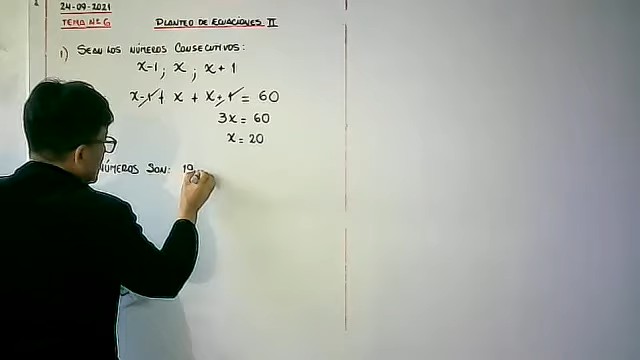 24-09-2021
TEMA Nº 6
PLANTEO DE ECUACIONES II
1) SEAN LOS NÚMEROS CONSECUTIVOS:
x-1 ; x ; x+1
x-1 + x + x+1 = 60
3x = 60
x = 20
NÚMEROS SON: 19